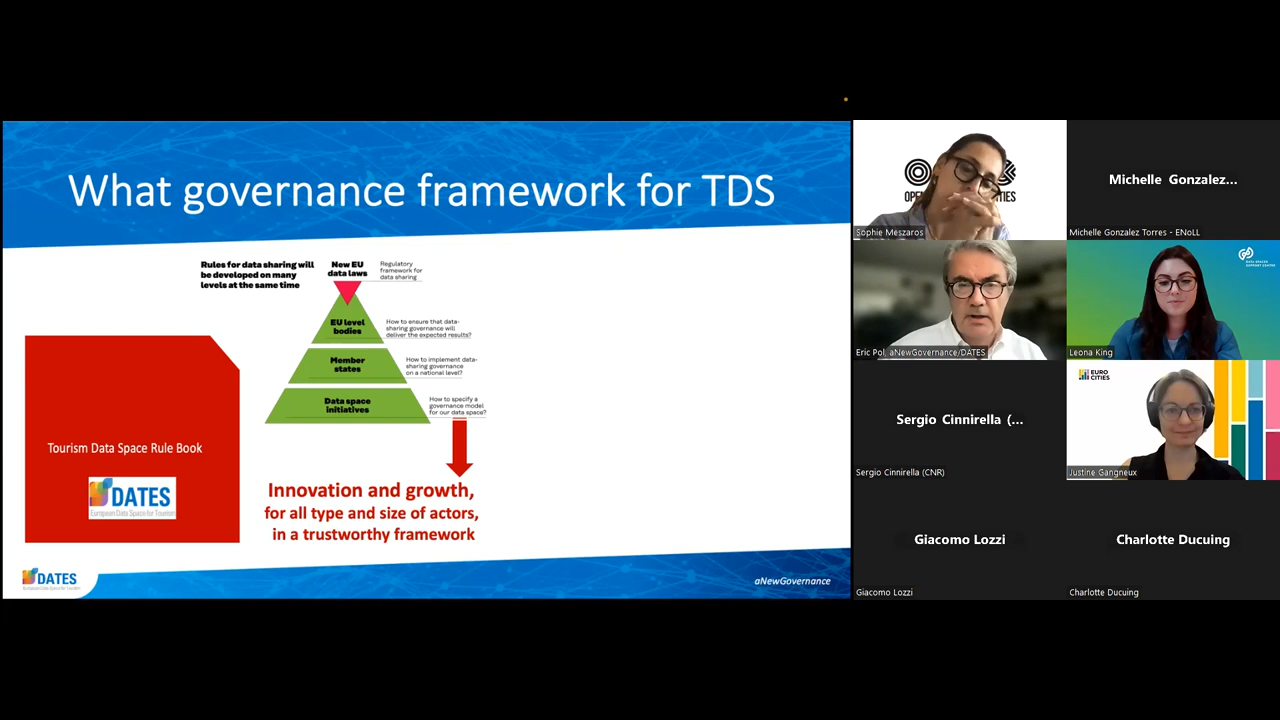 What governance framework for TDS
Rules for data sharing will
be developed on many
levels at the same time
New EU
data laws
Regulatory
framework for
data sharing
EU level
bodies
How to ensure that data-
sharing governance will
deliver the expected results?
Member
states
How to implement data-
sharing governance
on a national level?
Data space
initiatives
How to specify a
governance model
for our data space?
Tourism Data Space Rule Book
DATES
European Data Space for Tourism
Innovation and growth,
for all type and size of actors,
in a trustworthy framework
DATES
aNewGovernance
OPEN
CITIES
Sophie Meszaros
Michelle Gonzalez...
Michelle Gonzalez Torres - ENoLL
Eric Pol, aNewGovernance/DATES
DATA SPACES
SUPPORT CENTRE
Leona King
Sergio Cinnirella (...
Sergio Cinnirella (CNR)
EURO
CITIES
Justine Gangneux
Giacomo Lozzi
Giacomo Lozzi
Charlotte Ducuing
Charlotte Ducuing